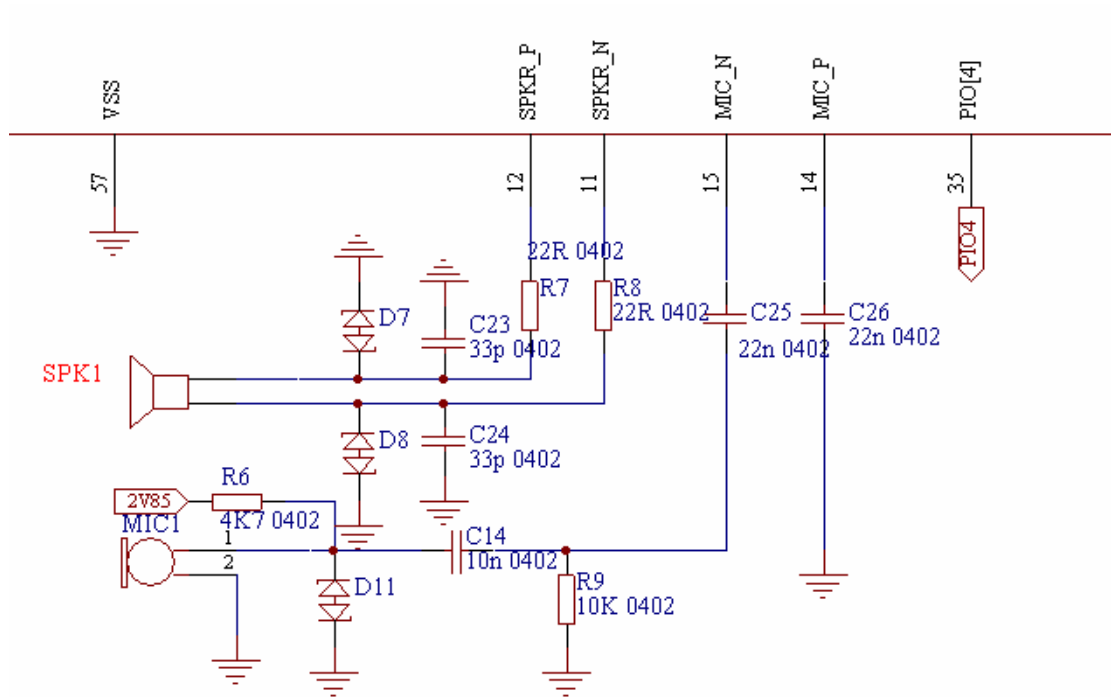 VSS
SPKR_P
SPKR_N
MIC_N
MIC_P
PIO[4]
57
12
11
15
14
35
PIO4
22R 0402
R7
R8
22R 0402
C25
22n 0402
C26
22n 0402
D7
C23
33p 0402
SPK1
D8
C24
33p 0402
R6
2V85
4K7 0402
MIC1
1
2
C14
10n 0402
D11
R9
10K 0402